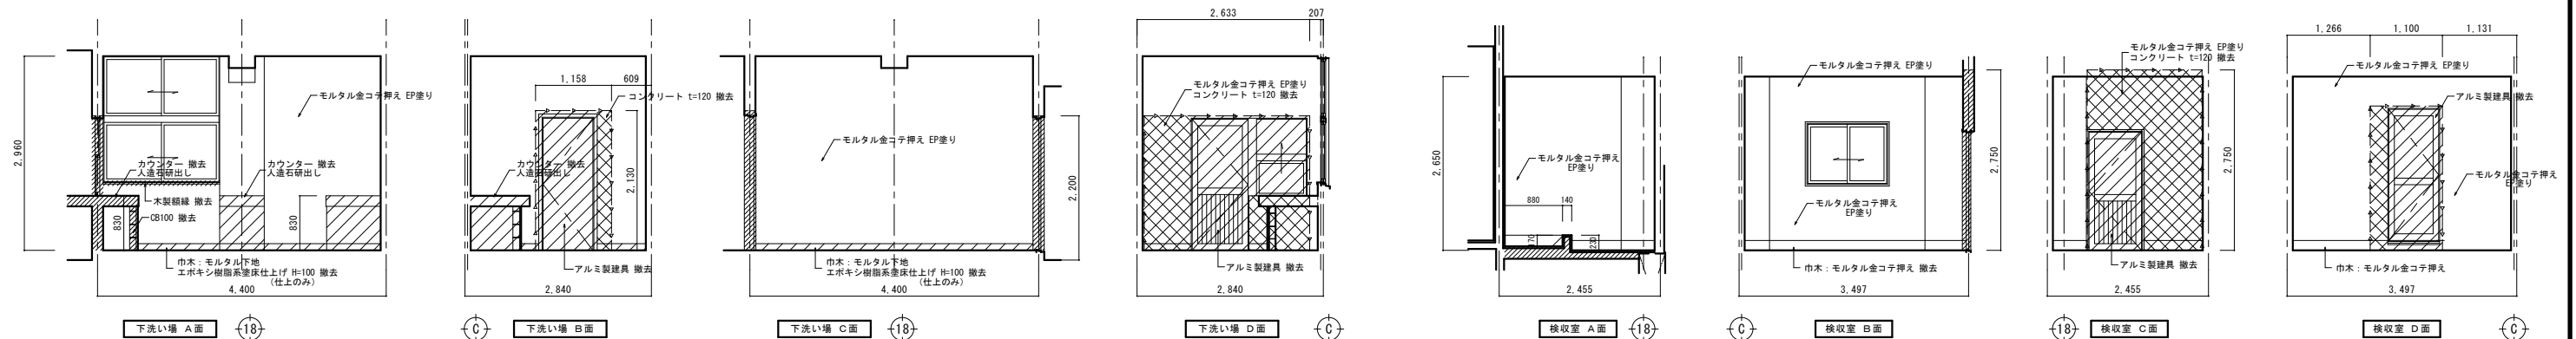 2,960
モルタル金コテ押え EP塗り
カウンター 撤去
人造石研出し
カウンター 撤去
人造石研出し
木製額縁 撤去
CB100 撤去
830
830
巾木：モルタル下地
エポキシ樹脂系塗床仕上げ H=100 撤去
(仕上のみ)
4,400
下洗い場 A面
18
1,158
609
コンクリート t=120 撤去
カウンター 撤去
人造石研出し
2,130
アルミ製建具 撤去
2,840
C
下洗い場 B面
モルタル金コテ押え EP塗り
2,200
巾木：モルタル下地
エポキシ樹脂系塗床仕上げ H=100 撤去
(仕上のみ)
4,400
下洗い場 C面
18
2,633
207
モルタル金コテ押え EP塗り
コンクリート t=120 撤去
アルミ製建具 撤去
2,840
下洗い場 D面
C
2,650
モルタル金コテ押え
EP塗り
880
140
170
230
2,455
検収室 A面
18
モルタル金コテ押え EP塗り
モルタル金コテ押え
EP塗り
2,750
巾木：モルタル金コテ押え 撤去
3,497
C
検収室 B面
モルタル金コテ押え EP塗り
コンクリート t=120 撤去
2,750
アルミ製建具 撤去
2,455
18
検収室 C面
1,266
1,100
1,131
モルタル金コテ押え EP塗り
アルミ製建具 撤去
モルタル金コテ押え
EP塗り
巾木：モルタル金コテ押え
3,497
検収室 D面
C